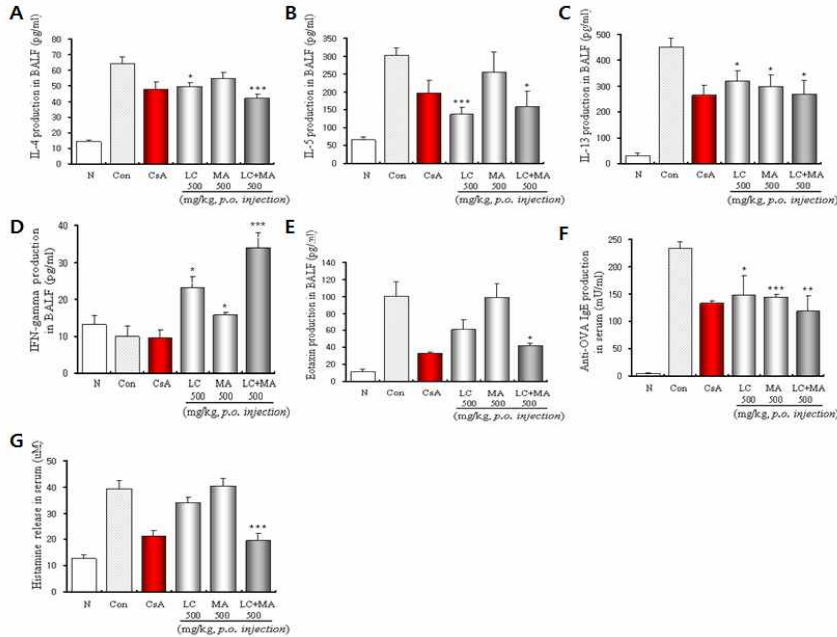 A
IL-4 production in BALF (pg/ml)
80
70
60
50
40
30
20
10
0
*
***
N Con CsA LC MA LC+MA
500 500 500
(mg/kg, p.o. injection)
B
IL-5 production in BALF (pg/ml)
400
350
300
250
200
150
100
50
0
***
*
N Con CsA LC MA LC+MA
500 500 500
(mg/kg, p.o. injection)
C
IL-13 production in BALF (pg/ml)
500
400
300
200
100
0
* * *
N Con CsA LC MA LC+MA
500 500 500
(mg/kg, p.o. injection)
D
IFN-gamma production
in BALF (pg/ml)
40
30
20
10
0
* * ***
N Con CsA LC MA LC+MA
500 500 500
(mg/kg, p.o. injection)
E
Eotaxin production in BALF (pg/ml)
140
120
100
80
60
40
20
0
*
N Con CsA LC MA LC+MA
500 500 500
(mg/kg, p.o. injection)
F
Anti-OVA IgE production
in serum (mU/ml)
250
200
150
100
50
0
* *** **
N Con CsA LC MA LC+MA
500 500 500
(mg/kg, p.o. injection)
G
Histamine release in serum (uM)
50
40
30
20
10
0
***
N Con CsA LC MA LC+MA
500 500 500
(mg/kg, p.o. injection)